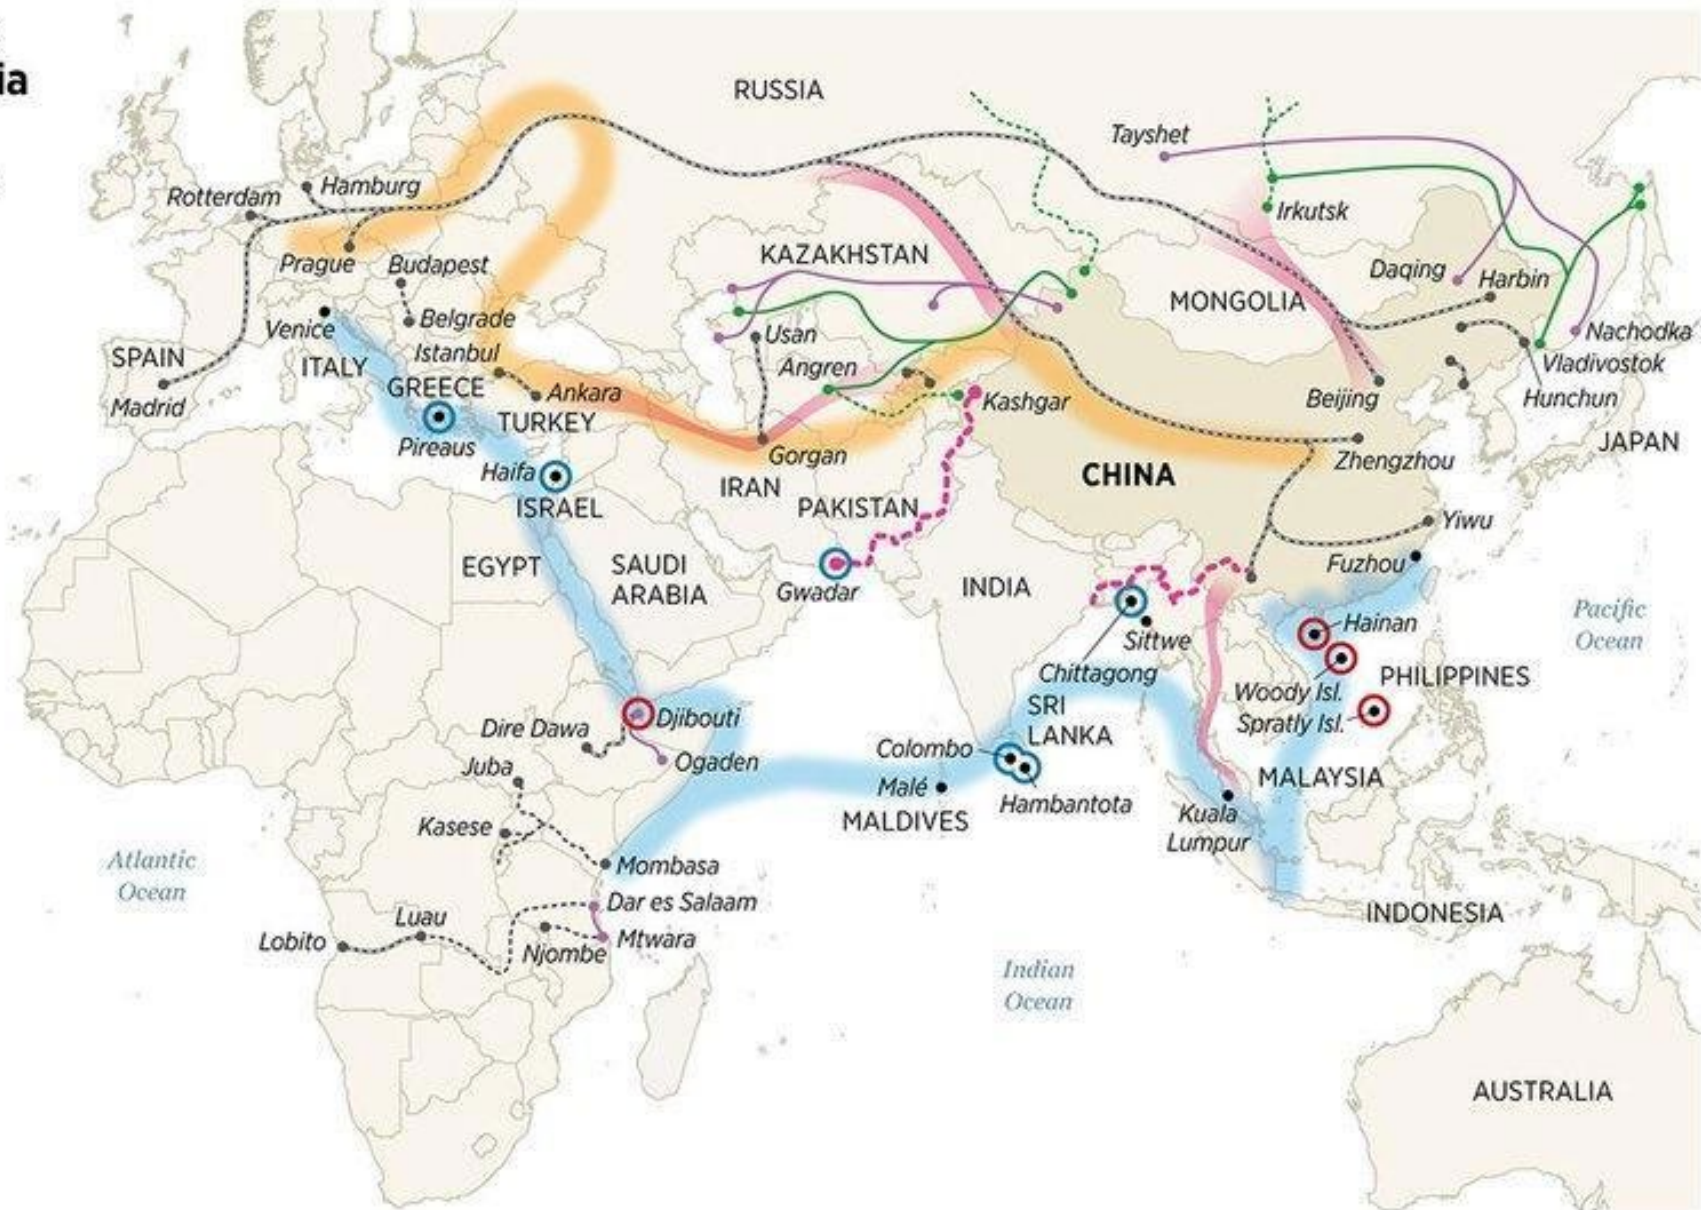 ia
RUSSIA
Tayshet
Rotterdam
Hamburg
Irkutsk
Prague
Budapest
KAZAKHSTAN
Daqing
Harbin
MONGOLIA
Venice
Belgrade
Usan
Nachodka
SPAIN
ITALY
Istanbul
Angren
Vladivostok
Madrid
GREECE
Ankara
Kashgar
Beijing
Hunchun
TURKEY
Pireaus
Gorgan
Zhengzhou
JAPAN
Haifa
IRAN
CHINA
ISRAEL
PAKISTAN
Yiwu
EGYPT
SAUDI
ARABIA
Gwadar
INDIA
Fuzhou
Pacific
Ocean
Hainan
Sittwe
Chittagong
Woody Isl.
PHILIPPINES
Spratly Isl.
Djibouti
SRI
LANKA
Dire Dawa
Colombo
Ogaden
Juba
Malé
Hambantota
MALAYSIA
MALDIVES
Kuala
Lumpur
Kasese
Atlantic
Ocean
Mombasa
Dar es Salaam
INDONESIA
Luau
Lobito
Njombe
Mtwara
Indian
Ocean
AUSTRALIA